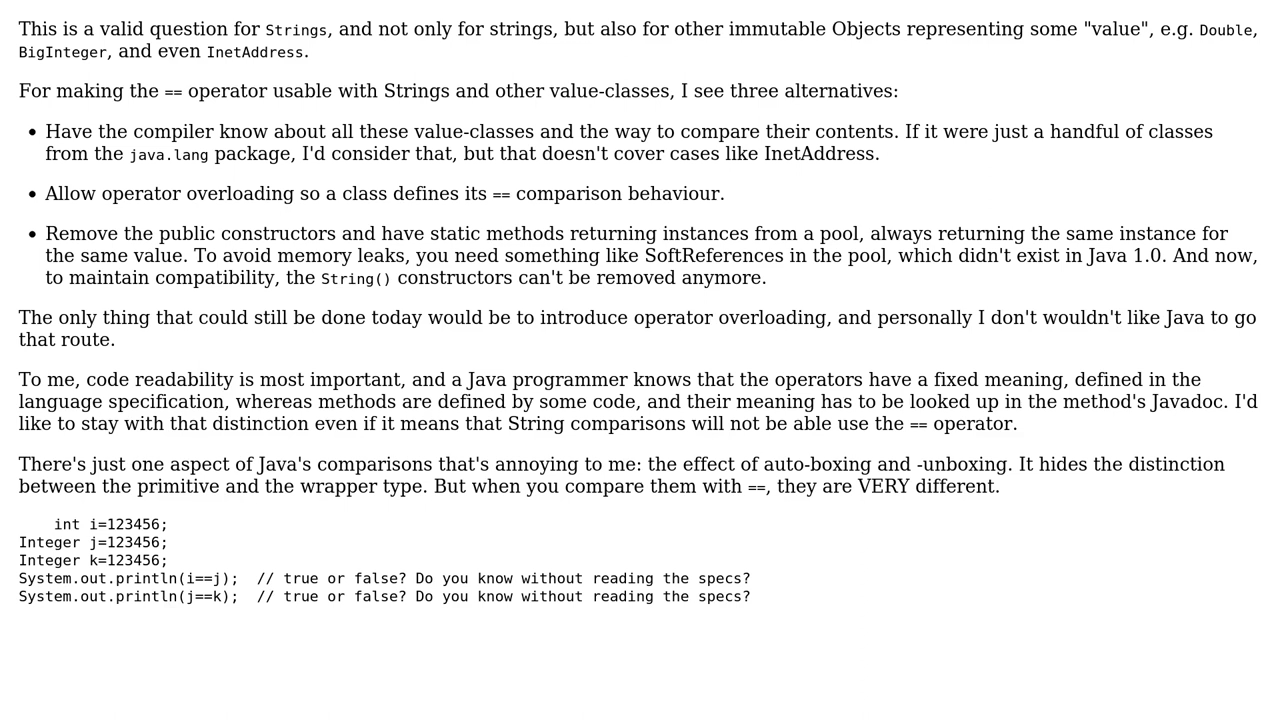 This is a valid question for Strings, and not only for strings, but also for other immutable Objects representing some "value", e.g. Double,
BigInteger, and even InetAddress.
For making the == operator usable with Strings and other value-classes, I see three alternatives:
• Have the compiler know about all these value-classes and the way to compare their contents. If it were just a handful of classes
from the java.lang package, I'd consider that, but that doesn't cover cases like InetAddress.
• Allow operator overloading so a class defines its == comparison behaviour.
• Remove the public constructors and have static methods returning instances from a pool, always returning the same instance for
the same value. To avoid memory leaks, you need something like SoftReferences in the pool, which didn't exist in Java 1.0. And now,
to maintain compatibility, the String() constructors can't be removed anymore.
The only thing that could still be done today would be to introduce operator overloading, and personally I don't wouldn't like Java to go
that route.
To me, code readability is most important, and a Java programmer knows that the operators have a fixed meaning, defined in the
language specification, whereas methods are defined by some code, and their meaning has to be looked up in the method's Javadoc. I'd
like to stay with that distinction even if it means that String comparisons will not be able use the == operator.
There's just one aspect of Java's comparisons that's annoying to me: the effect of auto-boxing and -unboxing. It hides the distinction
between the primitive and the wrapper type. But when you compare them with ==, they are VERY different.
    int i=123456;
Integer j=123456;
Integer k=123456;
System.out.println(i==j);  // true or false? Do you know without reading the specs?
System.out.println(j==k);  // true or false? Do you know without reading the specs?